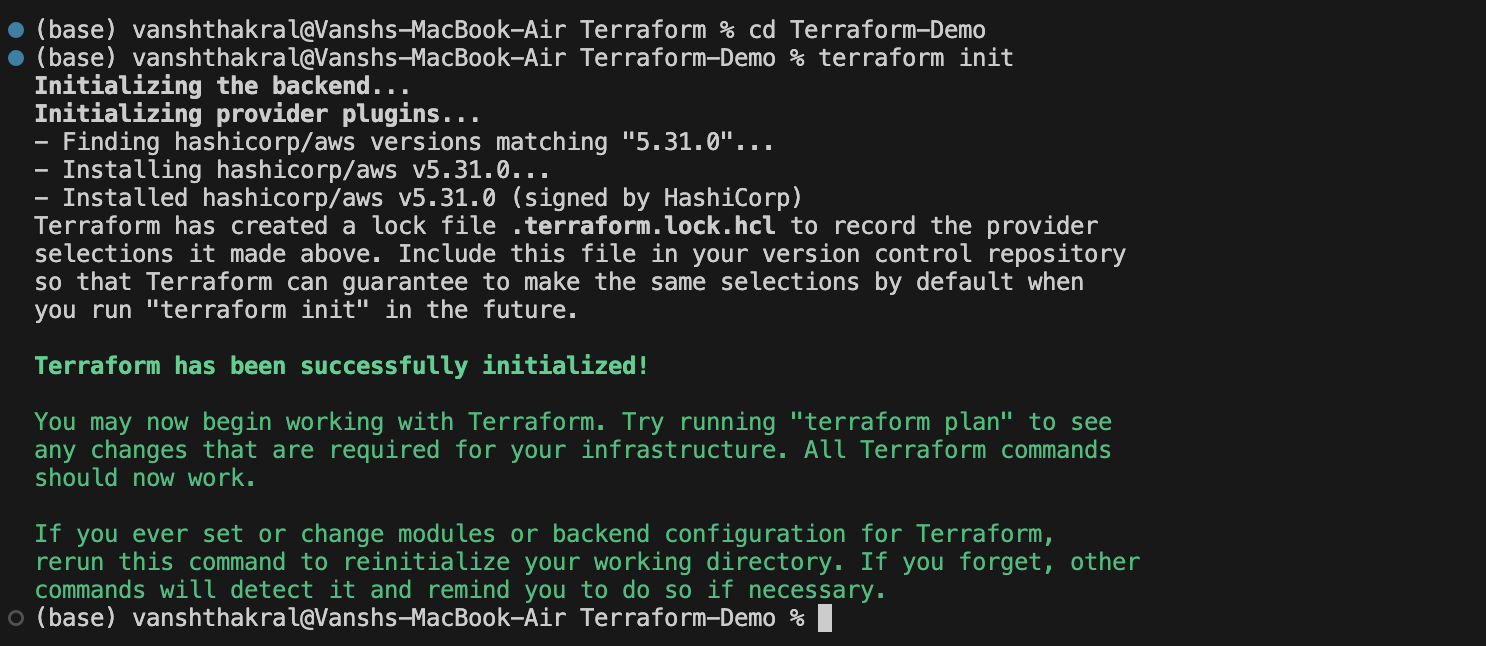 (base) vanshthakral@Vanshs-MacBook-Air Terraform % cd Terraform-Demo
(base) vanshthakral@Vanshs-MacBook-Air Terraform-Demo % terraform init
Initializing the backend...
Initializing provider plugins...
- Finding hashicorp/aws versions matching "5.31.0"...
- Installing hashicorp/aws v5.31.0...
- Installed hashicorp/aws v5.31.0 (signed by HashiCorp)
Terraform has created a lock file .terraform.lock.hcl to record the provider
selections it made above. Include this file in your version control repository
so that Terraform can guarantee to make the same selections by default when
you run "terraform init" in the future.
Terraform has been successfully initialized!
You may now begin working with Terraform. Try running "terraform plan" to see
any changes that are required for your infrastructure. All Terraform commands
should now work.
If you ever set or change modules or backend configuration for Terraform,
rerun this command to reinitialize your working directory. If you forget, other
commands will detect it and remind you to do so if necessary.
(base) vanshthakral@Vanshs-MacBook-Air Terraform-Demo %